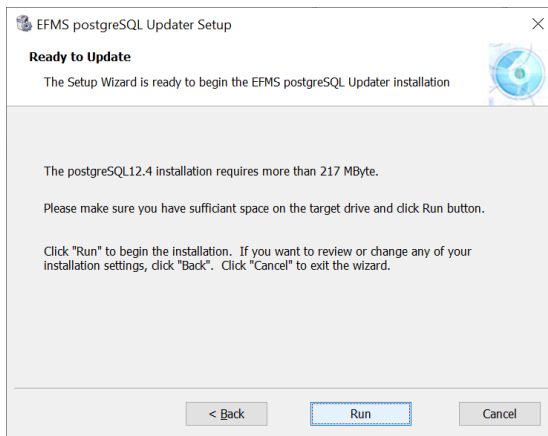 EFMS postgreSQL Updater Setup
Ready to Update
The Setup Wizard is ready to begin the EFMS postgreSQL Updater installation
The postgreSQL12.4 installation requires more than 217 MByte.
Please make sure you have sufficiant space on the target drive and click Run button.
Click "Run" to begin the installation. If you want to review or change any of your
installation settings, click "Back". Click "Cancel" to exit the wizard.
< Back Run Cancel